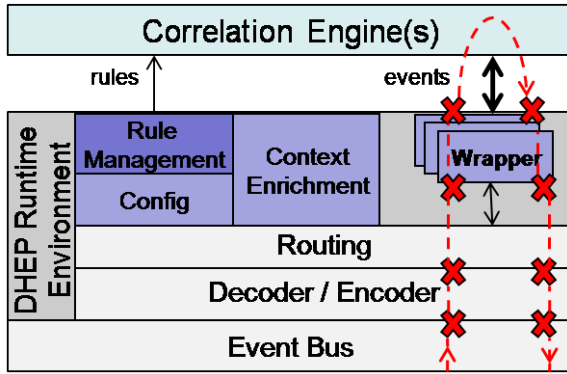 Correlation Engine(s)
rules
events
DHEP Runtime
Environment
Rule
Management
Config
Context
Enrichment
Wrapper
Routing
Decoder / Encoder
Event Bus